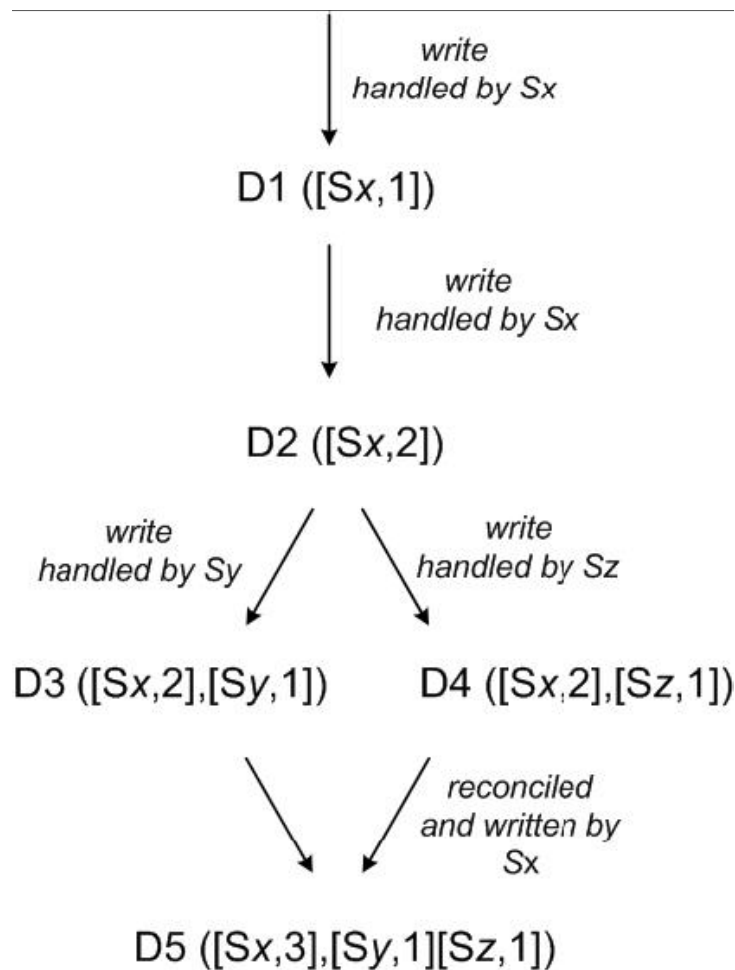 write
handled by Sx
D1 ([Sx,1])
write
handled by Sx
D2 ([Sx,2])
write
handled by Sy
write
handled by Sz
D3 ([Sx,2],[Sy,1])
D4 ([Sx,2],[Sz,1])
reconciled
and written by
Sx
D5 ([Sx,3],[Sy,1][Sz,1])